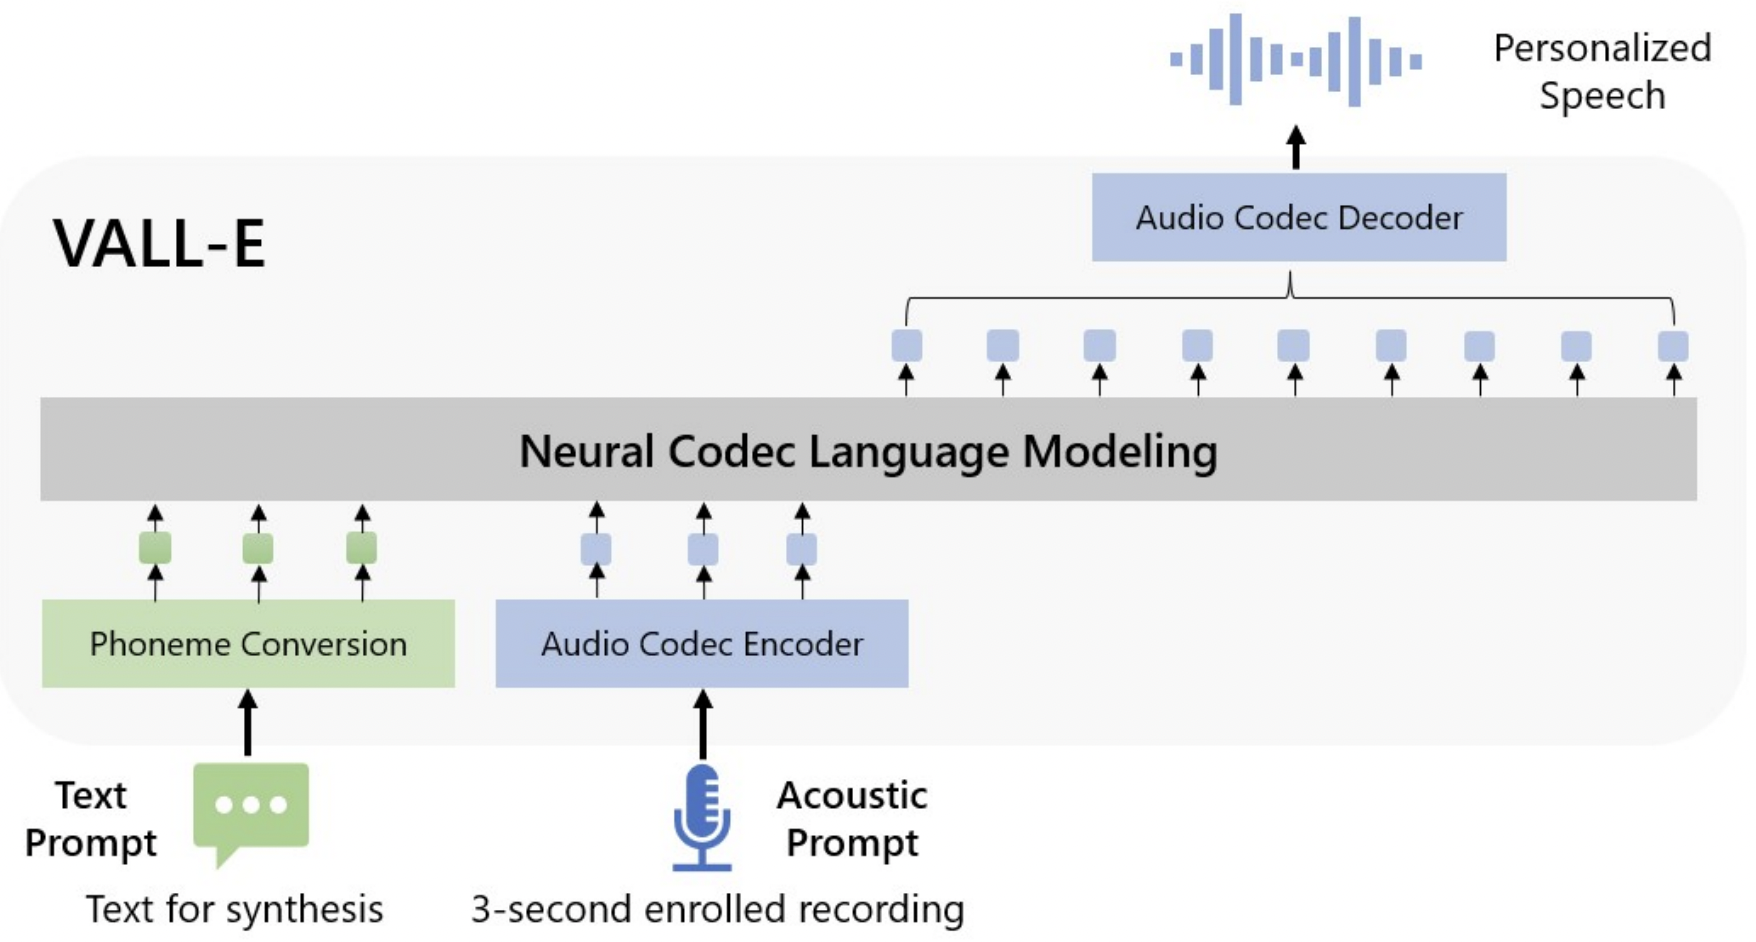 Personalized
Speech
Audio Codec Decoder
VALL-E
Neural Codec Language Modeling
Phoneme Conversion
Audio Codec Encoder
Text
Prompt
Acoustic
Prompt
Text for synthesis
3-second enrolled recording